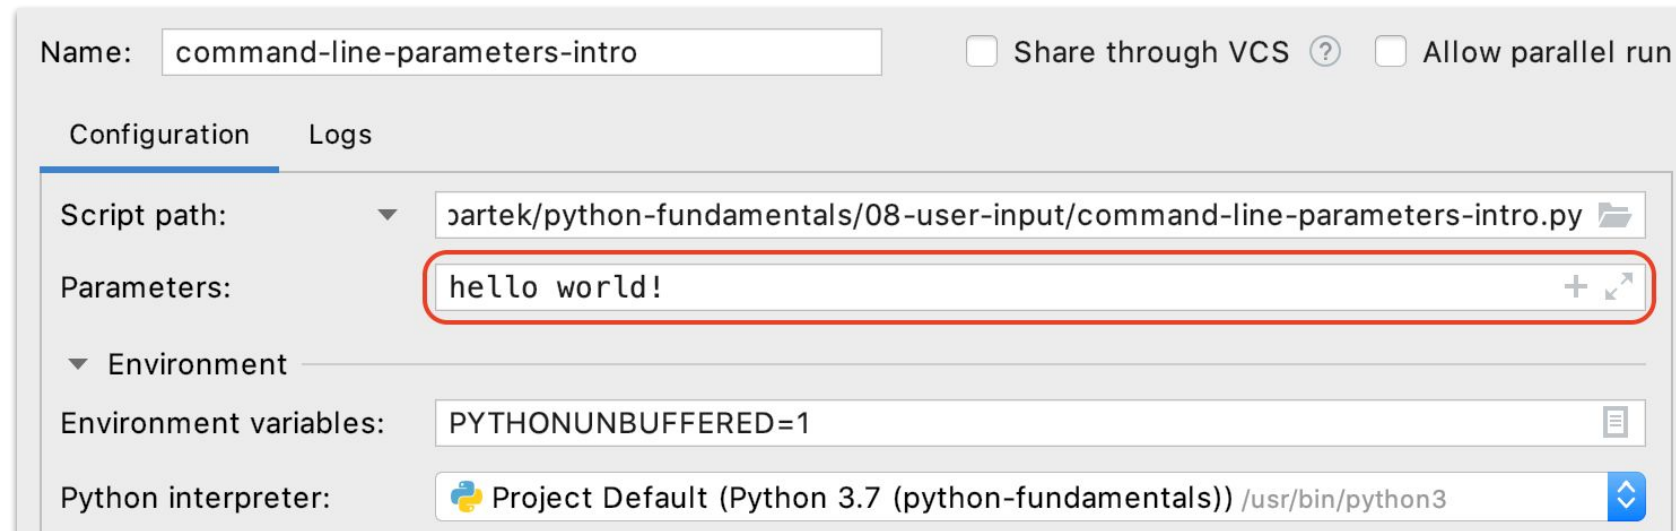 Name: command-line-parameters-intro Share through VCS ? Allow parallel run
Configuration Logs
Script path: partek/python-fundamentals/08-user-input/command-line-parameters-intro.py
Parameters: hello world!
Environment
Environment variables: PYTHONUNBUFFERED=1
Python interpreter: Project Default (Python 3.7 (python-fundamentals)) /usr/bin/python3